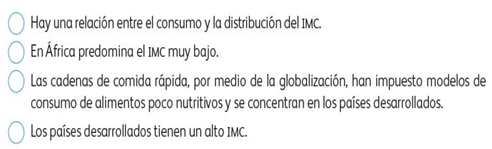 Hay una relación entre el consumo y la distribución del IMC.
En África predomina el IMC muy bajo.
Las cadenas de comida rápida, por medio de la globalización, han impuesto modelos de
consumo de alimentos poco nutritivos y se concentran en los países desarrollados.
Los países desarrollados tienen un alto IMC.